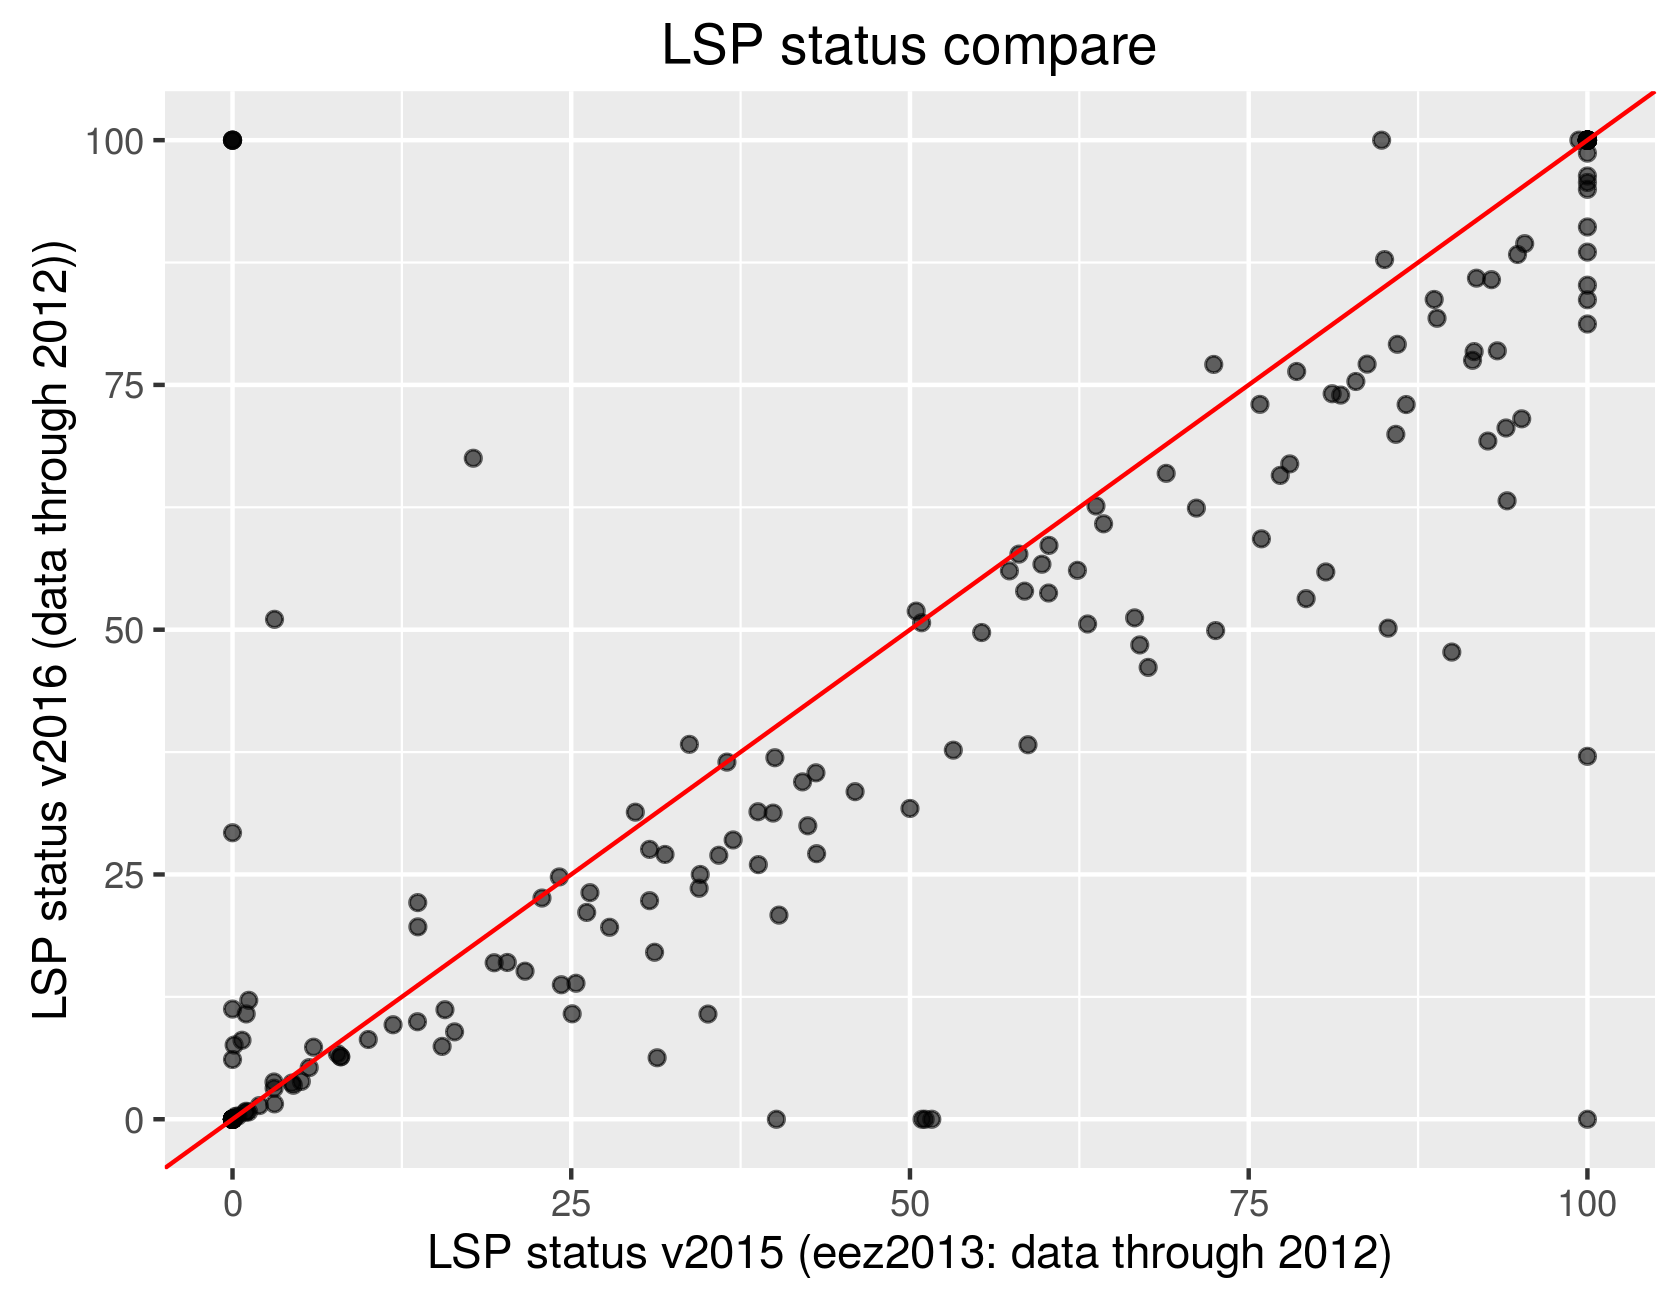 LSP status compare
LSP status v2016 (data through 2012))
100
75
50
25
0
0 25 50 75 100
LSP status v2015 (eez2013: data through 2012)